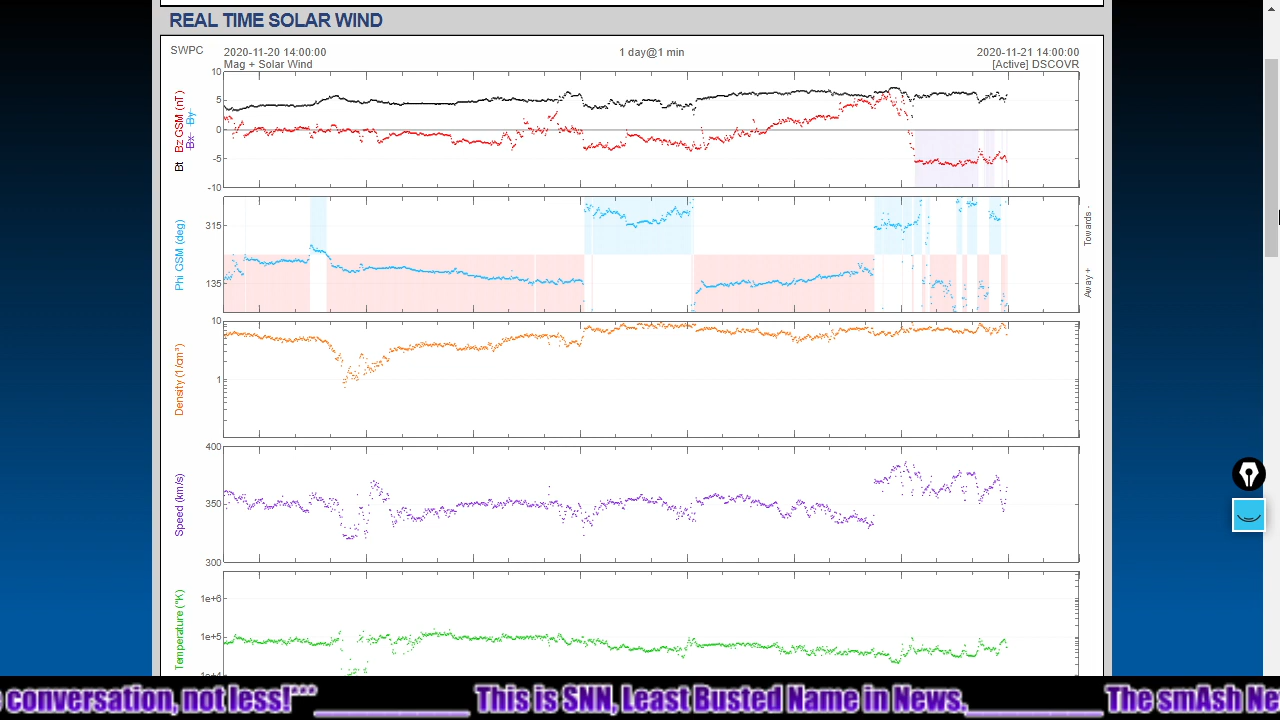 REAL TIME SOLAR WIND
SWPC
2020-11-20 14:00:00
1 day@1 min
2020-11-21 14:00:00
Mag + Solar Wind
[Active] DSCOVR
Bt Bz GSM (nT)
Bx By
10
5
0
-5
-10
Phi GSM (deg)
315
135
Towards -
Away +
Density (1/cm³)
10
1
Speed (km/s)
400
350
300
Temperature (°K)
1e+6
1e+5
1e+4
conversation, not less!***
This is SNN, Least Busted Name in News.
The smAsh Ne